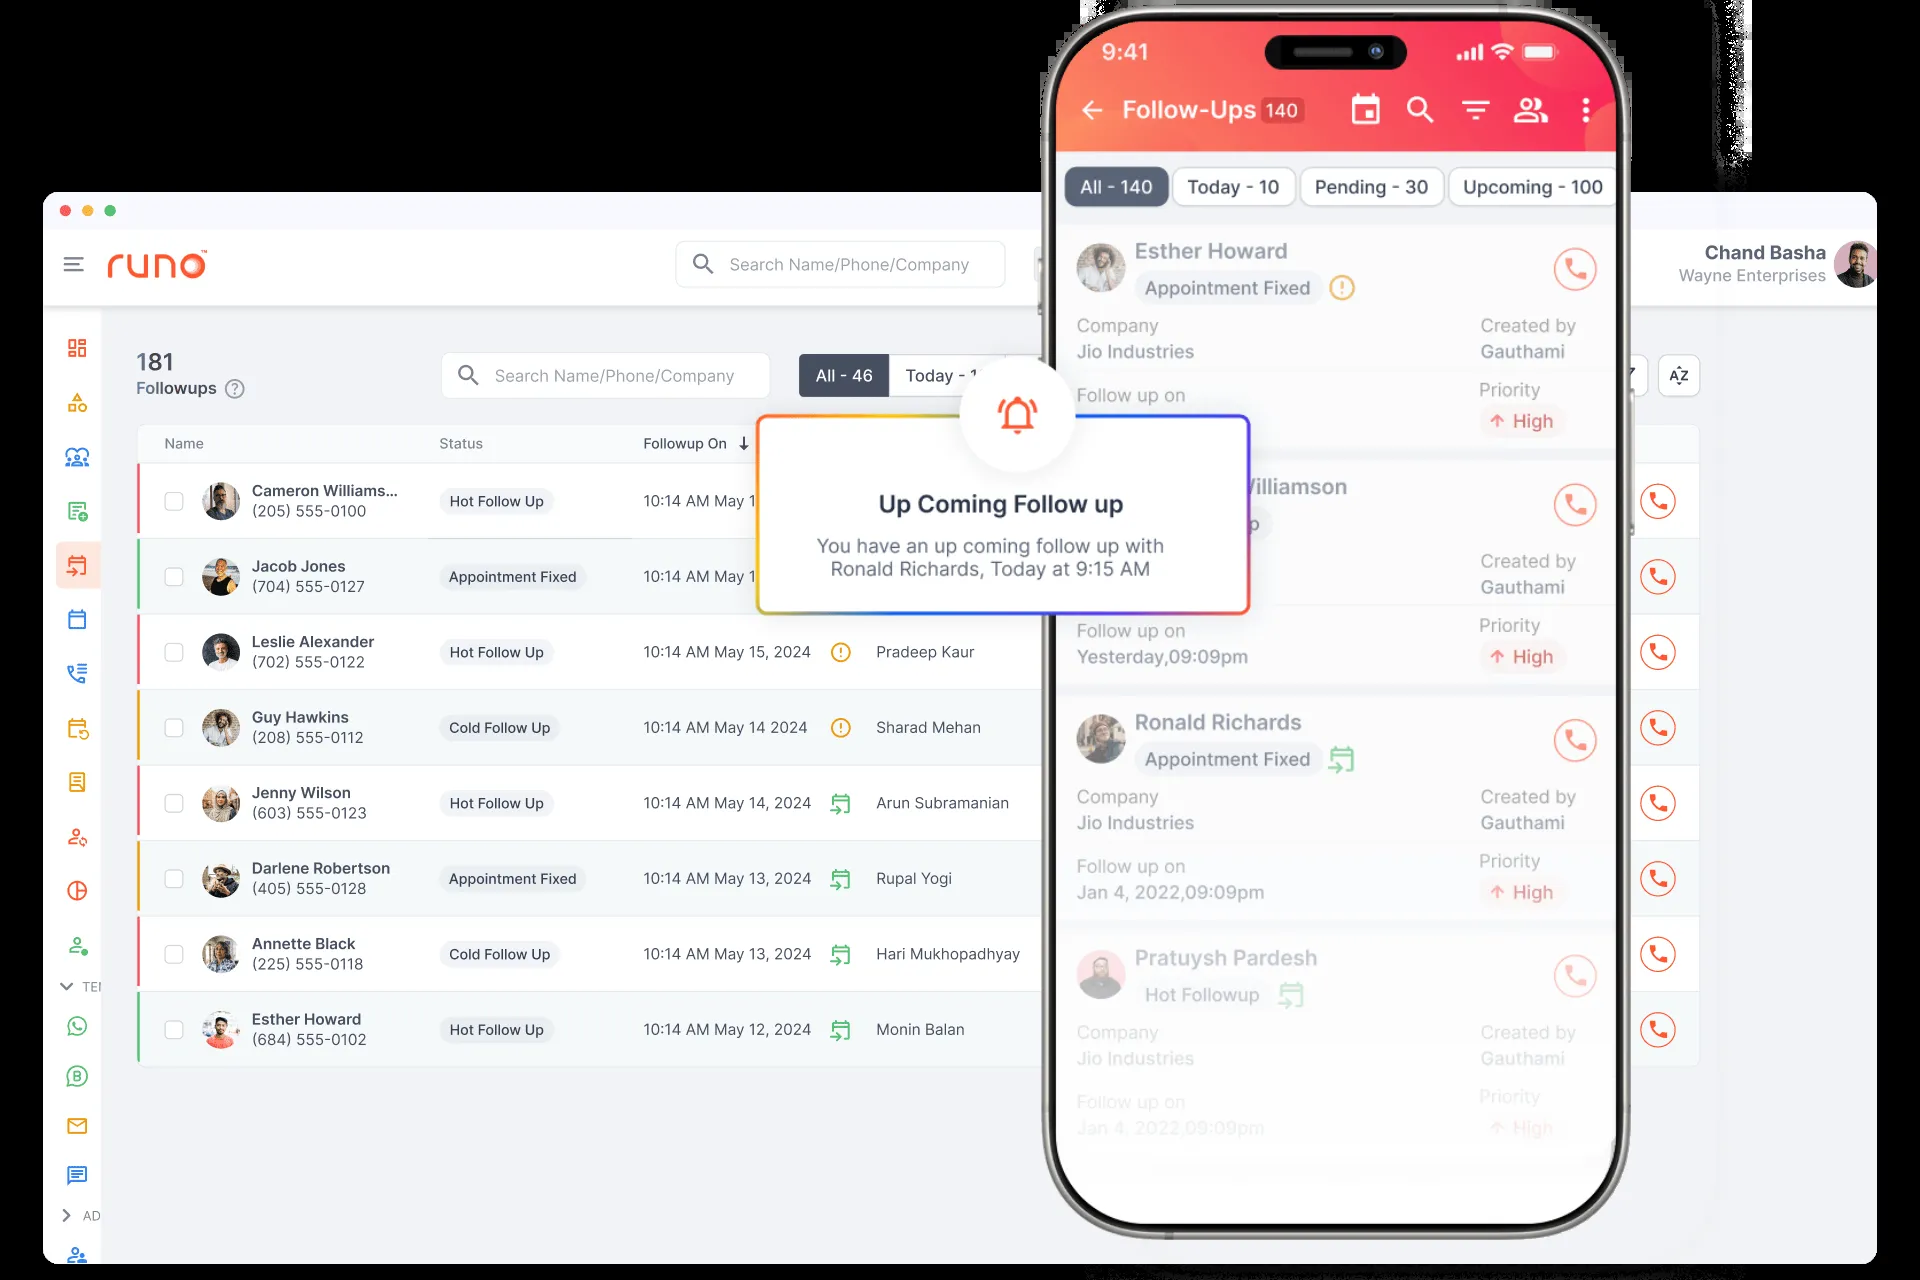 9:41
Follow-Ups 140
All - 140 Today - 10 Pending - 30 Upcoming - 100
runo™
Search Name/Phone/Company
Chand Basha
Wayne Enterprises
181
Followups ?
Search Name/Phone/Company
All - 46 Today -
AZ
Name Status Followup On
Cameron Williams...
(205) 555-0100
Hot Follow Up
10:14 AM May 1
Jacob Jones
(704) 555-0127
Appointment Fixed
10:14 AM May 1
Leslie Alexander
(702) 555-0122
Hot Follow Up
10:14 AM May 15, 2024
Pradeep Kaur
Guy Hawkins
(208) 555-0112
Cold Follow Up
10:14 AM May 14 2024
Sharad Mehan
Jenny Wilson
(603) 555-0123
Hot Follow Up
10:14 AM May 14, 2024
Arun Subramanian
Darlene Robertson
(405) 555-0128
Appointment Fixed
10:14 AM May 13, 2024
Rupal Yogi
Annette Black
(225) 555-0118
Cold Follow Up
10:14 AM May 13, 2024
Hari Mukhopadhyay
Esther Howard
(684) 555-0102
Hot Follow Up
10:14 AM May 12, 2024
Monin Balan
TE
AD
Up Coming Follow up
You have an up coming follow up with
Ronald Richards, Today at 9:15 AM
Esther Howard
Appointment Fixed
Company
Jio Industries
Created by
Gauthami
Follow up on
Priority
High
Villiamson
p
Created by
Gauthami
Follow up on
Yesterday,09:09pm
Priority
High
Ronald Richards
Appointment Fixed
Company
Jio Industries
Created by
Gauthami
Follow up on
Jan 4, 2022,09:09pm
Priority
High
Pratuysh Pardesh
Hot Followup
Company
Jio Industries
Created by
Gauthami
Follow up on
Jan 4, 2022,09:09pm
Priority
High